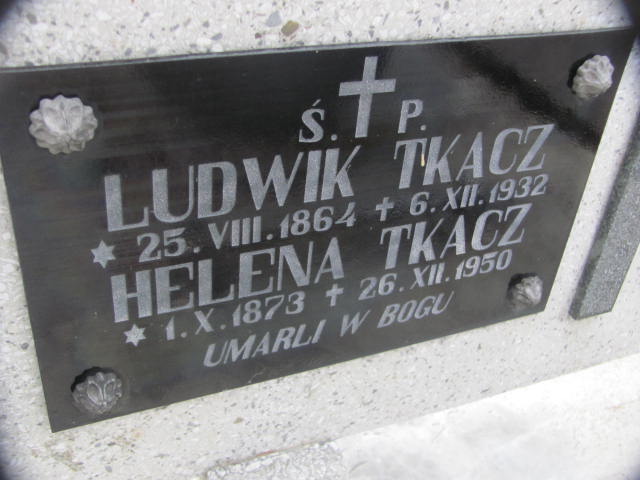 Ś. P.
LUDWIK TKACZ
25. VIII. 1864 + 6. XII. 1932
HELENA TKACZ
1. X. 1873 + 26. XII. 1950
UMARLI W BOGU